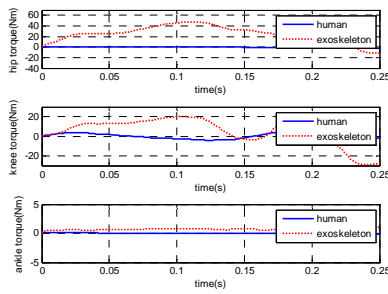 hip torque(Nm)
60
40
20
0
-20
-40
0 0.05 0.1 0.15 0.2 0.25
time(s)
human
exoskeleton
knee torque(Nm)
20
0
-20
0 0.05 0.1 0.15 0.2 0.25
time(s)
human
exoskeleton
ankle torque(Nm)
5
0
-5
0 0.05 0.1 0.15 0.2 0.25
time(s)
human
exoskeleton